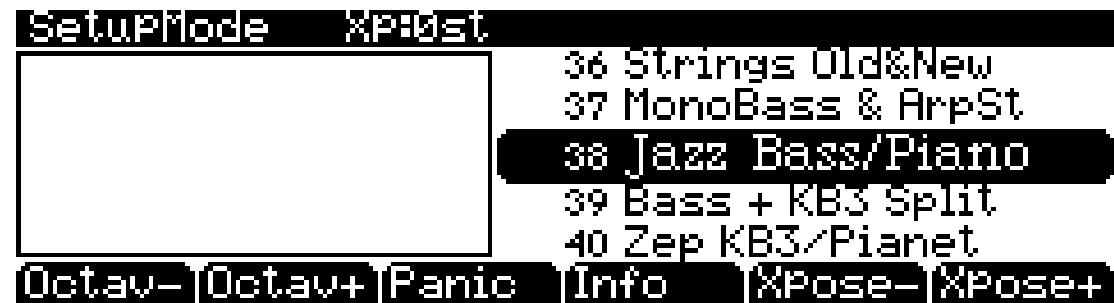 SetupMode Xp:0st
36 Strings Old&New
37 MonoBass & ArpSt
38 Jazz Bass/Piano
39 Bass + KB3 Split
40 Zep KB3/Pianet
Octav- Octav+ Panic Info Xpose- Xpose+